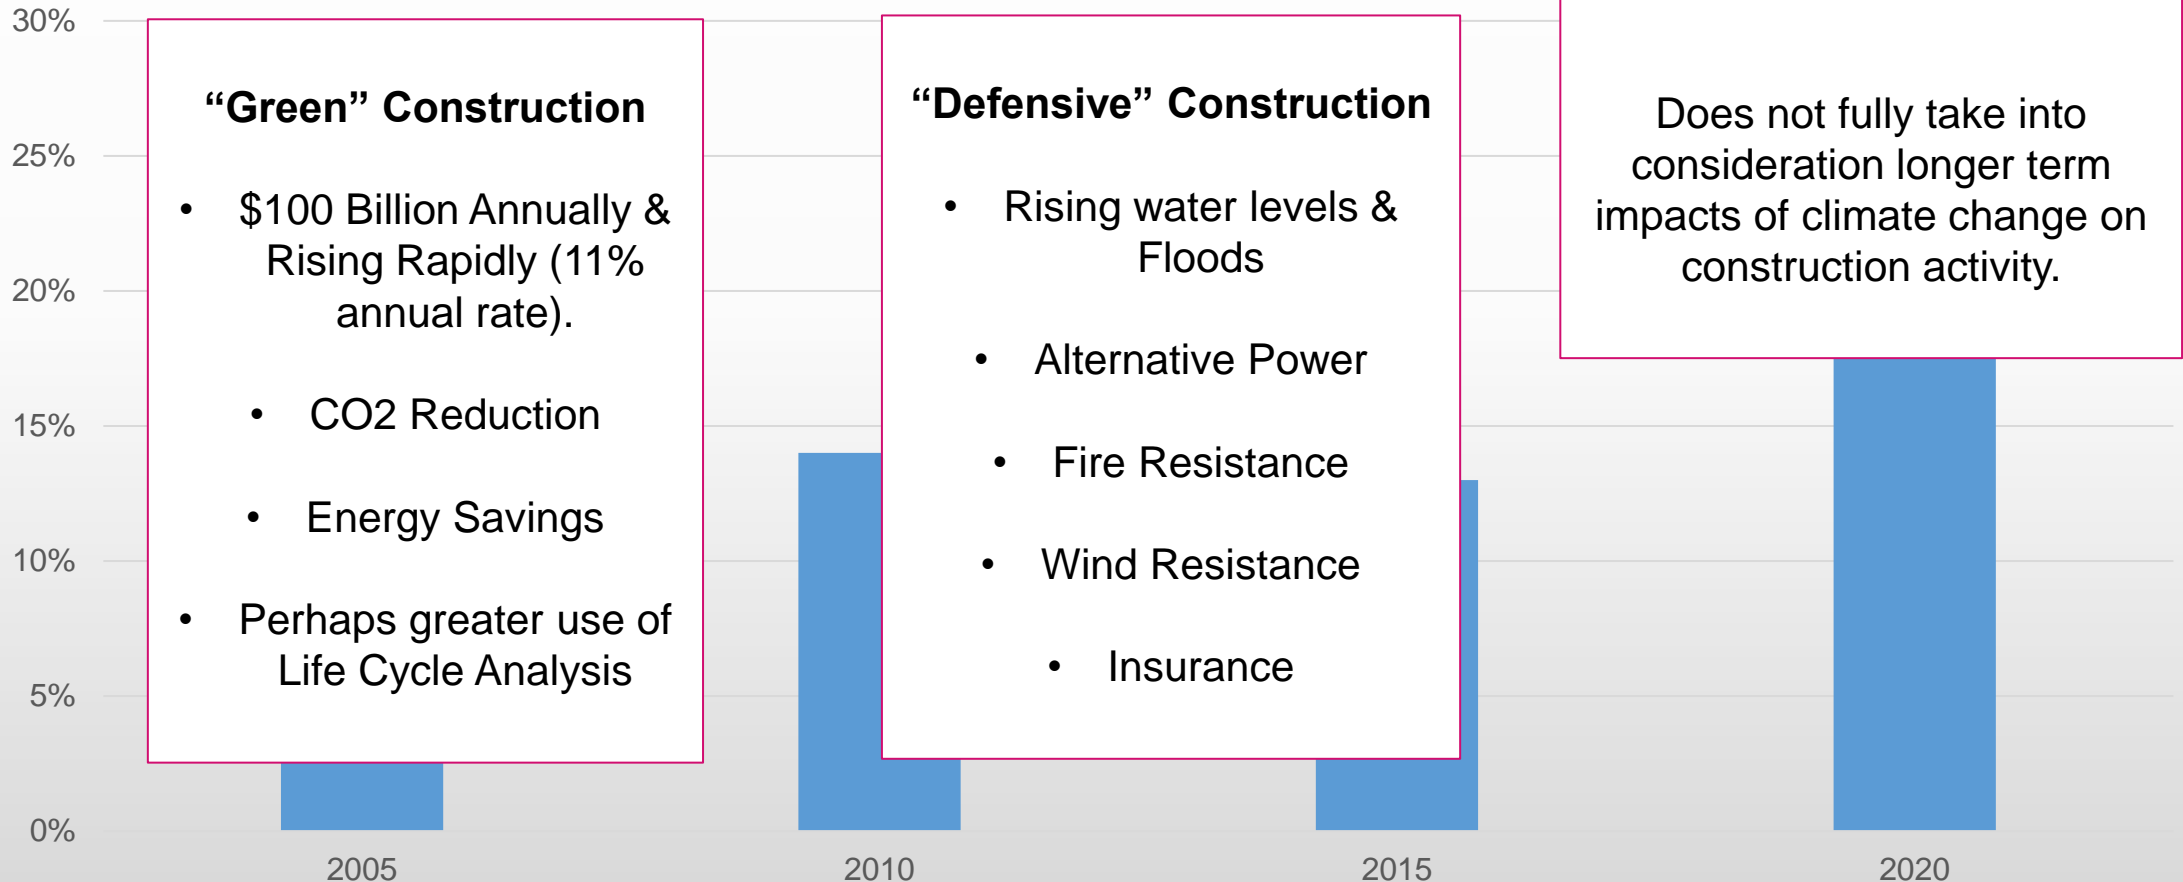 30%
25%
20%
15%
10%
5%
0%
“Green” Construction
• $100 Billion Annually &
Rising Rapidly (11%
annual rate).
• CO2 Reduction
• Energy Savings
• Perhaps greater use of
Life Cycle Analysis
“Defensive” Construction
• Rising water levels &
Floods
• Alternative Power
• Fire Resistance
• Wind Resistance
• Insurance
Does not fully take into
consideration longer term
impacts of climate change on
construction activity.
2005
2010
2015
2020